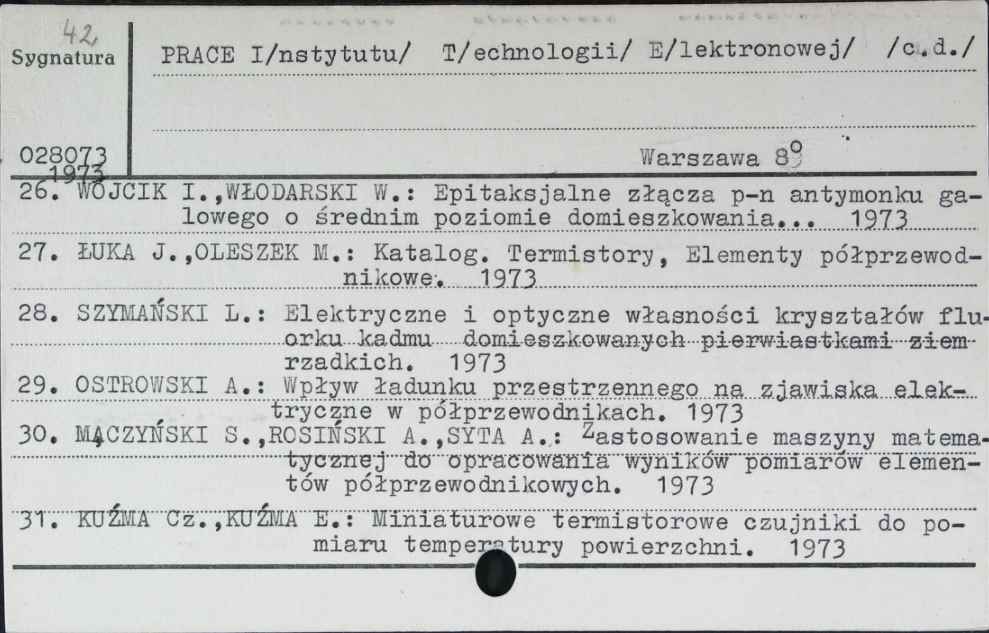 42,
Sygnatura
PRACE I/nstytutu/ T/echnologii/ E/lektronowej/ /c.d./
028073
1973
Warszawa 8°
26. WÓJCIK I.,WŁODARSKI W.: Epitaksjalne złącza p-n antymonku ga-
lowego o średnim poziomie domieszkowania... 1973
27. ŁUKA J.,OLESZEK M.: Katalog. Termistory, Elementy półprzewod-
nikowe. 1973
28. SZYMAŃSKI L.: Elektryczne i optyczne własności kryształów flu-
orku kadmu domieszkowanych pierwiastkami ziem
rzadkich. 1973
29. OSTROWSKI A.: Wpływ ładunku przestrzennego na zjawiska elek-
tryczne w półprzewodnikach. 1973
30. MĄCZYŃSKI S.,ROSIŃSKI A.,SYTA A.: Zastosowanie maszyny matema-
tycznej do opracowania wyników pomiarów elemen-
tów półprzewodnikowych. 1973
31. KUŹMA Cz.,KUŹMA E.: Miniaturowe termistorowe czujniki do po-
miaru temperatury powierzchni. 1973